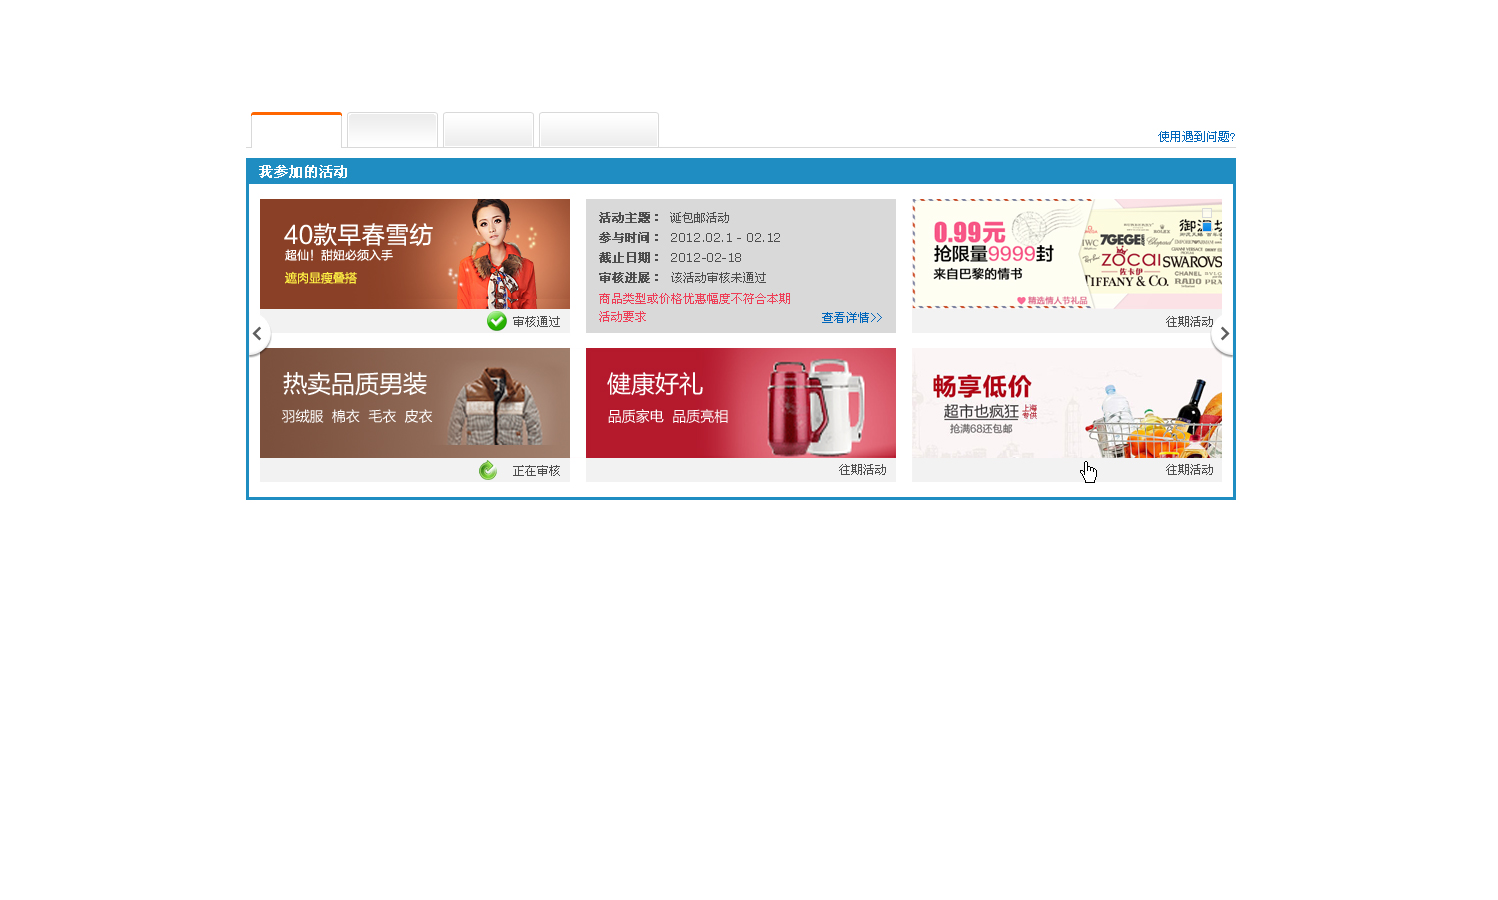 使用遇到问题?
我参加的活动
40款早春雪纺
超仙！甜妞必须入手
遮肉显瘦叠搭
审核通过
活动主题： 诞包邮活动
参与时间： 2012.02.1 - 02.12
截止日期： 2012-02-18
审核进展： 该活动审核未通过
商品类型或价格优惠幅度不符合本期
活动要求
查看详情>>
0.99元
抢限量9999封
来自巴黎的情书
精选情人节礼品
7GEGE
Chopard
ROLEX
IWC
zocai
佐卡伊
SWAROVS
CHANEL
TIFFANY & CO.
RADO
往期活动
热卖品质男装
羽绒服 棉衣 毛衣 皮衣
正在审核
健康好礼
品质家电 品质亮相
往期活动
畅享低价
超市也疯狂
上海
专供
抢满68还包邮
往期活动